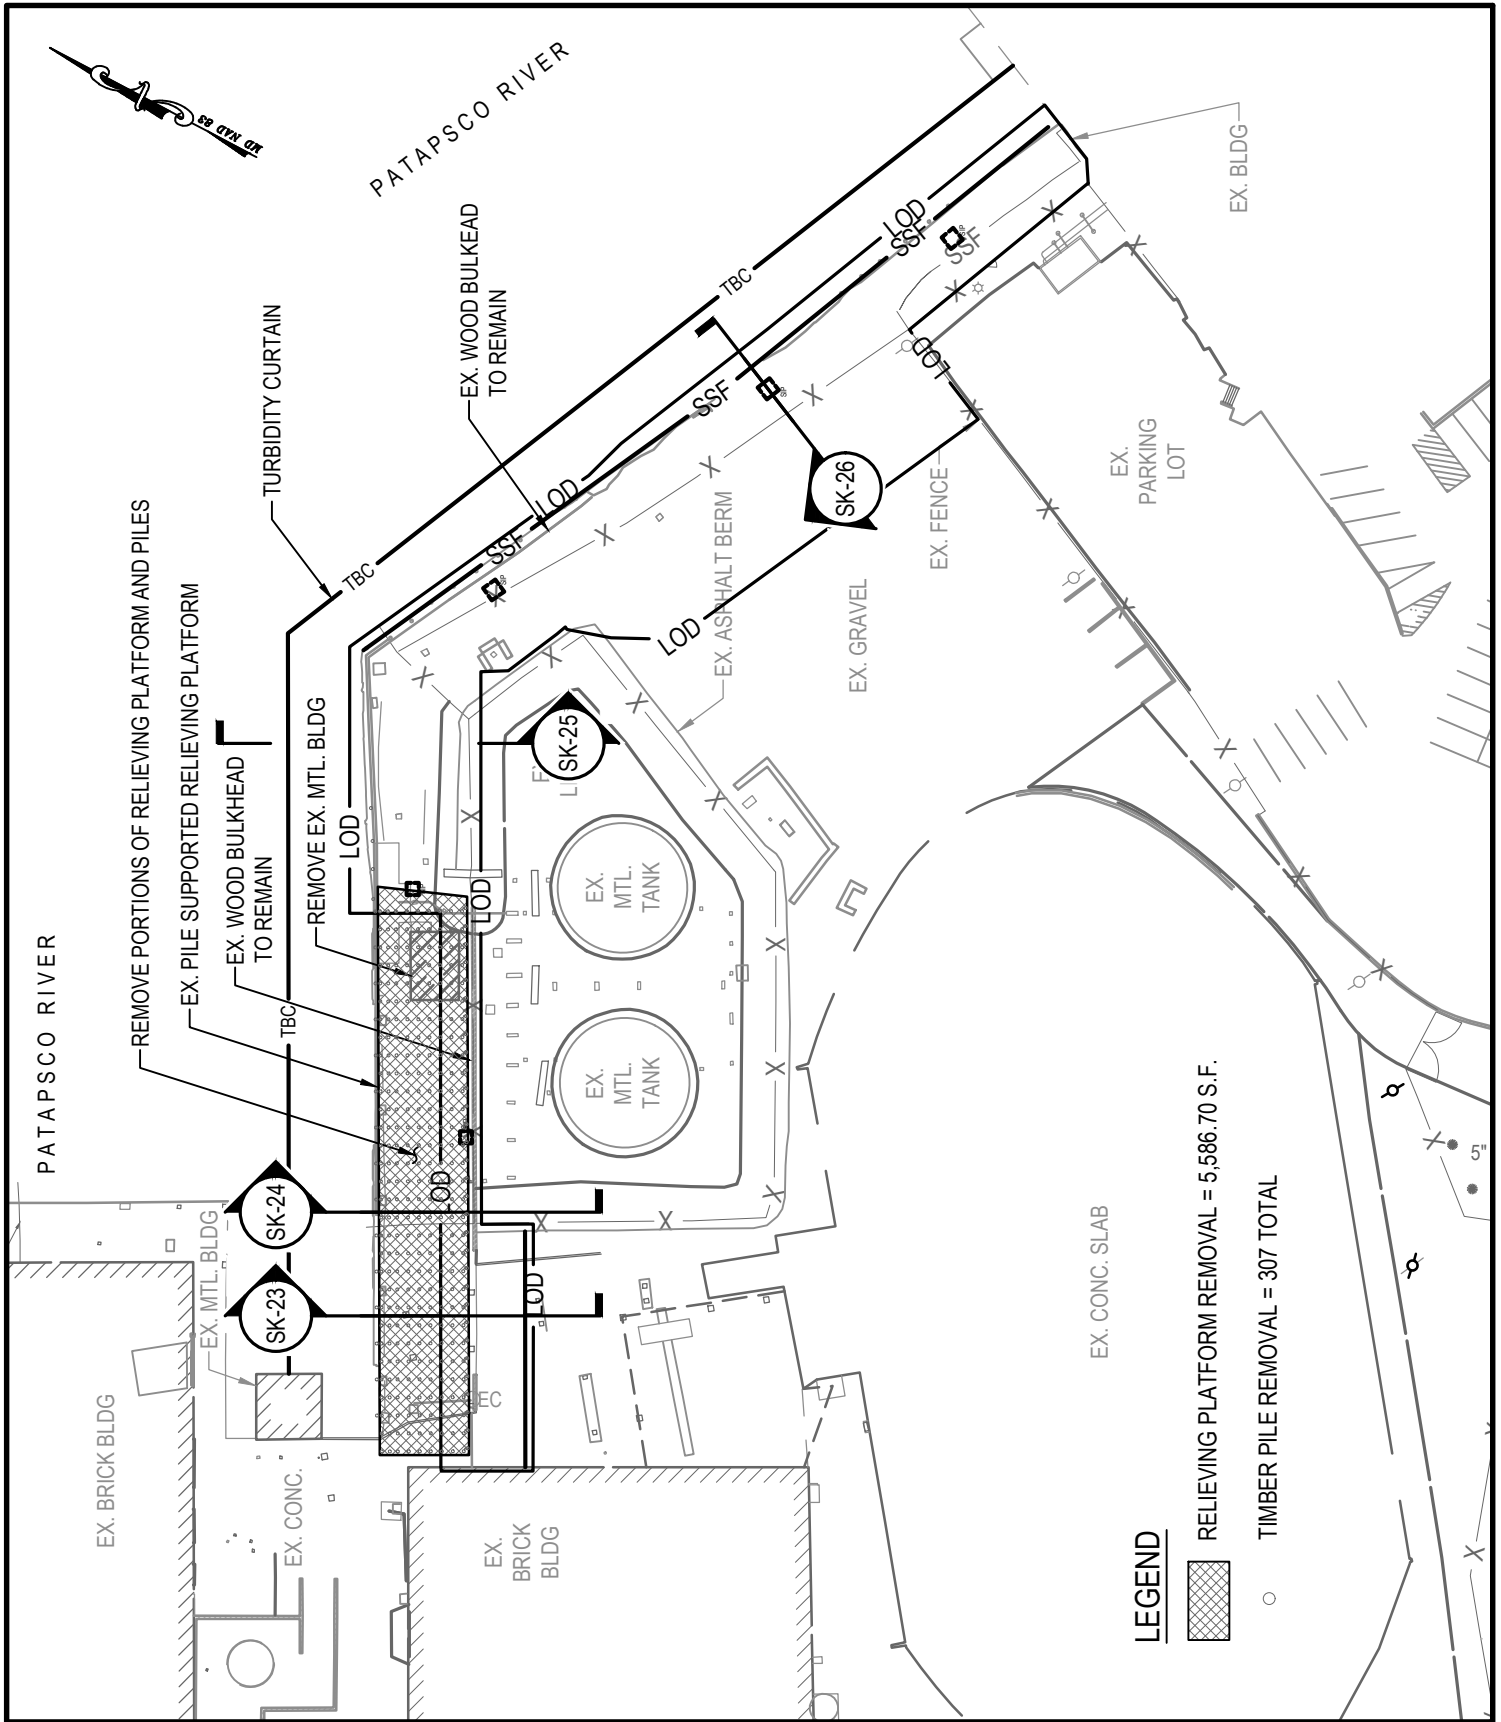 MD NAD 83
PATAPSCO RIVER
PATAPSCO RIVER
REMOVE PORTIONS OF RELIEVING PLATFORM AND PILES
EX. PILE SUPPORTED RELIEVING PLATFORM
EX. WOOD BULKHEAD
TO REMAIN
REMOVE EX. MTL. BLDG
TURBIDITY CURTAIN
EX. WOOD BULKEAD
TO REMAIN
TBC
TBC
TBC
LOD
LOD
LOD
LOD
LOD
LOD
LOD
LOD
SSF
SSF
SSF
SSF
SK-23
SK-24
SK-25
SK-26
EX. MTL. BLDG
EX. BRICK BLDG
EX. CONC.
EX.
BRICK
BLDG
EC
EX.
MTL.
TANK
EX.
MTL.
TANK
EX. ASPHALT BERM
EX. GRAVEL
EX. FENCE
EX. BLDG
EX.
PARKING
LOT
EX. CONC. SLAB
5"
LEGEND
RELIEVING PLATFORM REMOVAL = 5,586.70 S.F.
TIMBER PILE REMOVAL = 307 TOTAL